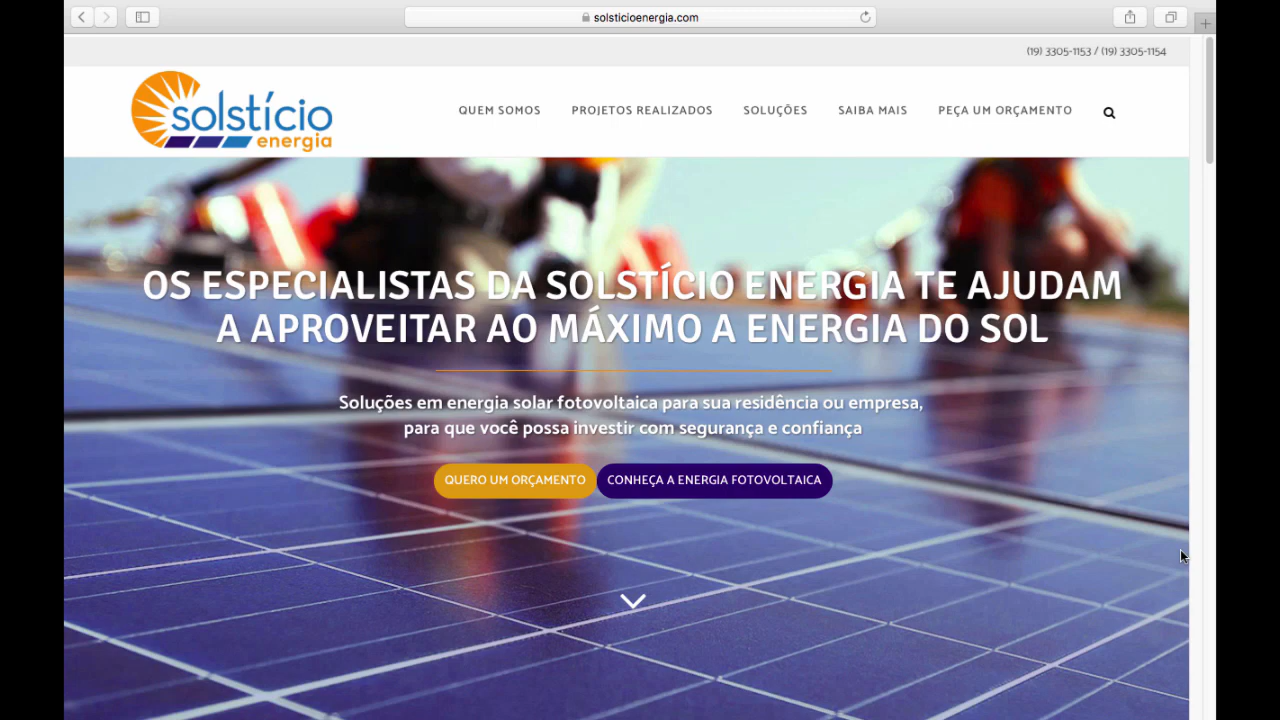 solsticioenergia.com
(19) 3305-1153 / (19) 3305-1154
solstício
energia
QUEM SOMOS PROJETOS REALIZADOS SOLUÇÕES SAIBA MAIS PEÇA UM ORÇAMENTO
OS ESPECIALISTAS DA SOLSTÍCIO ENERGIA TE AJUDAM
A APROVEITAR AO MÁXIMO A ENERGIA DO SOL
Soluções em energia solar fotovoltaica para sua residência ou empresa,
para que você possa investir com segurança e confiança
QUERO UM ORÇAMENTO CONHEÇA A ENERGIA FOTOVOLTAICA